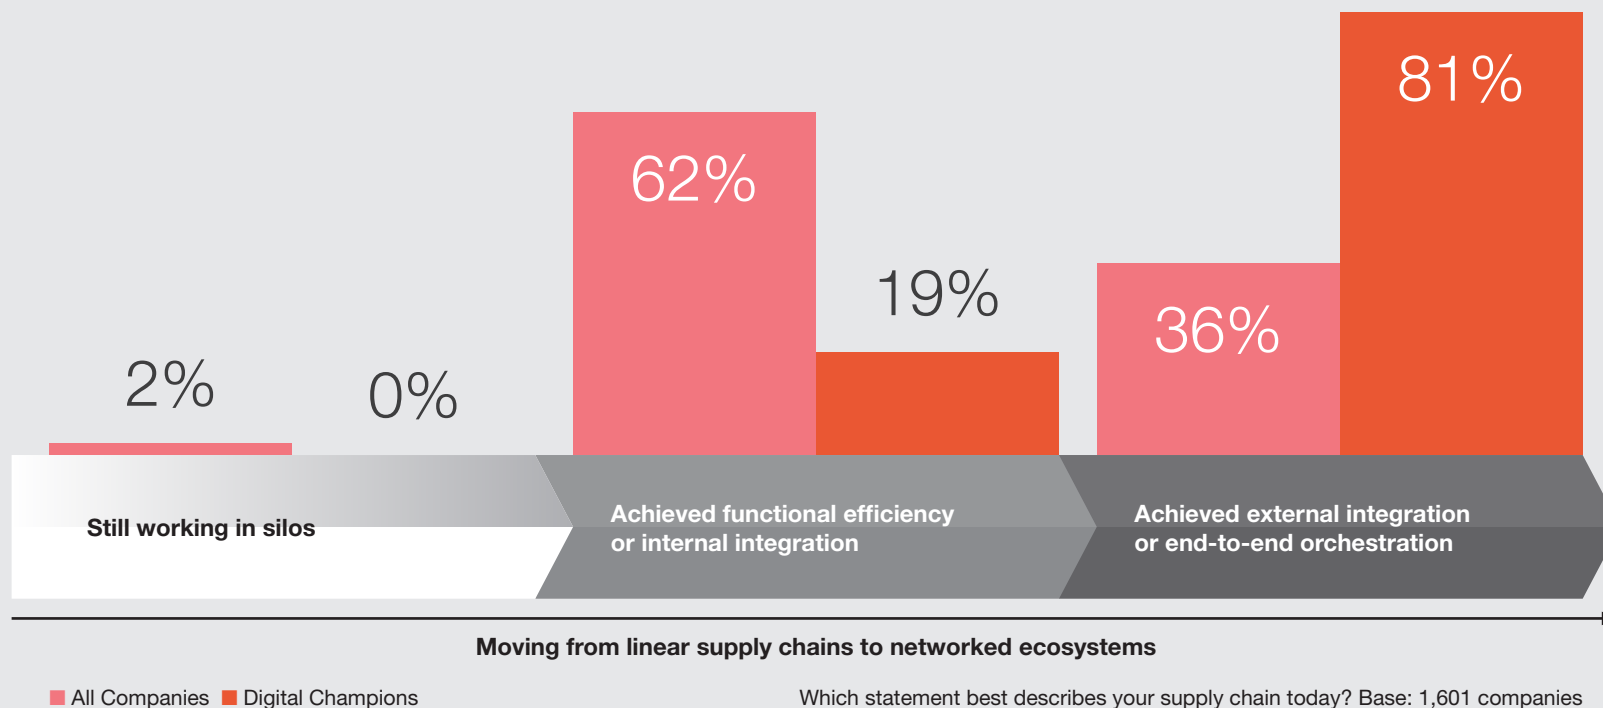 2%
0%
62%
19%
36%
81%
Still working in silos
Achieved functional efficiency
or internal integration
Achieved external integration
or end-to-end orchestration
Moving from linear supply chains to networked ecosystems
All Companies
Digital Champions
Which statement best describes your supply chain today? Base: 1,601 companies